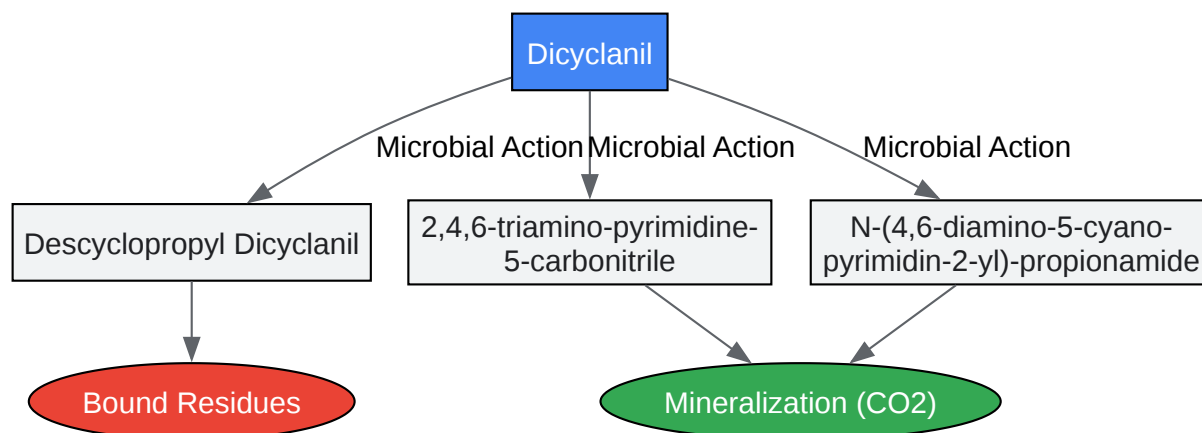 Dicyclanil
Microbial Action
Microbial Action
Microbial Action
Descyclopropyl Dicyclanil
2,4,6-triamino-pyrimidine-
5-carbonitrile
N-(4,6-diamino-5-cyano-
pyrimidin-2-yl)-propionamide
Bound Residues
Mineralization (CO2)